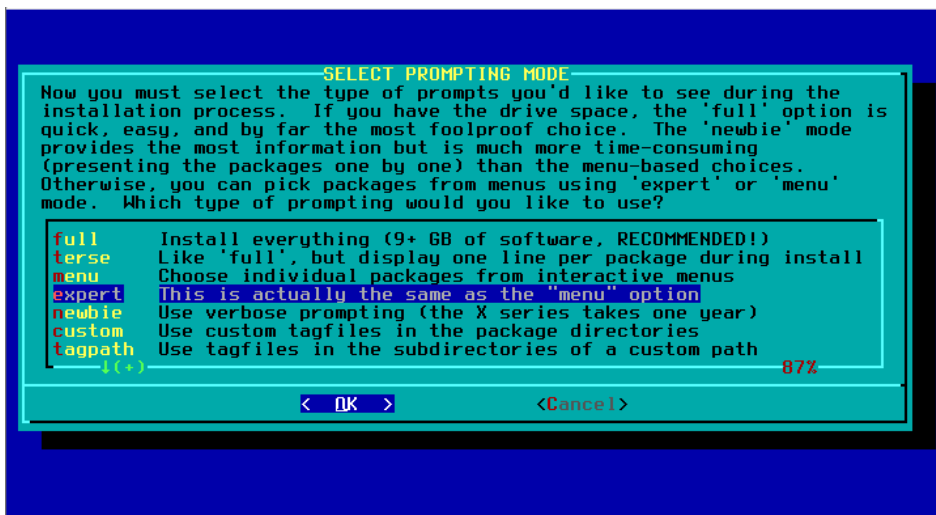 SELECT PROMPTING MODE
Now you must select the type of prompts you'd like to see during the
installation process.  If you have the drive space, the 'full' option is
quick, easy, and by far the most foolproof choice.  The 'newbie' mode
provides the most information but is much more time-consuming
(presenting the packages one by one) than the menu-based choices.
Otherwise, you can pick packages from menus using 'expert' or 'menu'
mode.  Which type of prompting would you like to use?
full Install everything (9+ GB of software, RECOMMENDED!)
terse Like 'full', but display one line per package during install
menu Choose individual packages from interactive menus
expert This is actually the same as the "menu" option
newbie Use verbose prompting (the X series takes one year)
custom Use custom tagfiles in the package directories
tagpath Use tagfiles in the subdirectories of a custom path
↓(+) 87%
< OK > <Cancel>